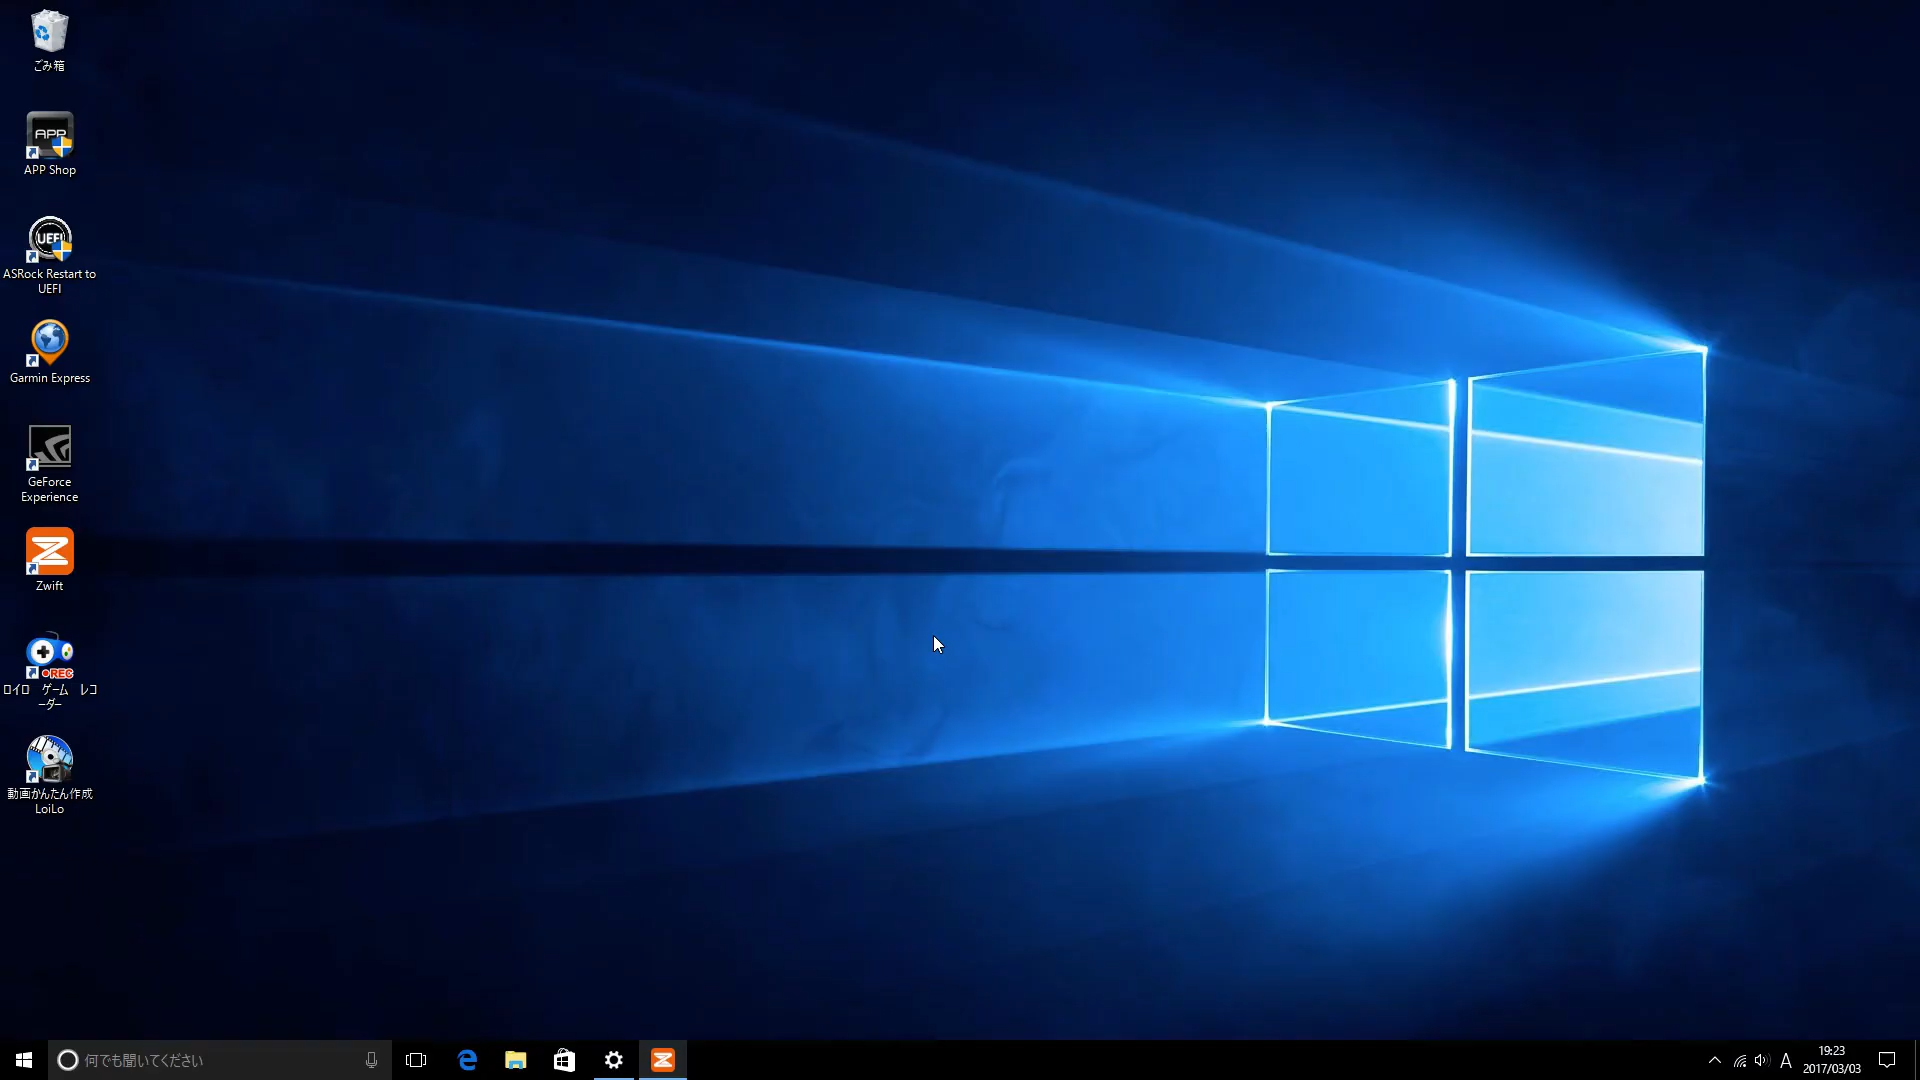 ごみ箱
APP
APP Shop
UEFI
ASRock Restart to
UEFI
Garmin Express
GeForce
Experience
Zwift
REC
ロイロ ゲーム レコ
ーダー
動画かんたん作成
LoiLo
何でも聞いてください
A
19:23
2017/03/03